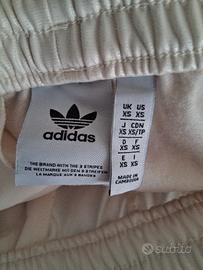 adidas
THE BRAND WITH THE 3 STRIPES
DIE WELTMARKE MIT DEN 3 STREIFEN
LA MARQUE AUX 3 BANDES
UK US
XS XS
J CDN
XS XS/TP
D F
XS XS
E I
XS XS
MADE IN
CAMBODIA
subito